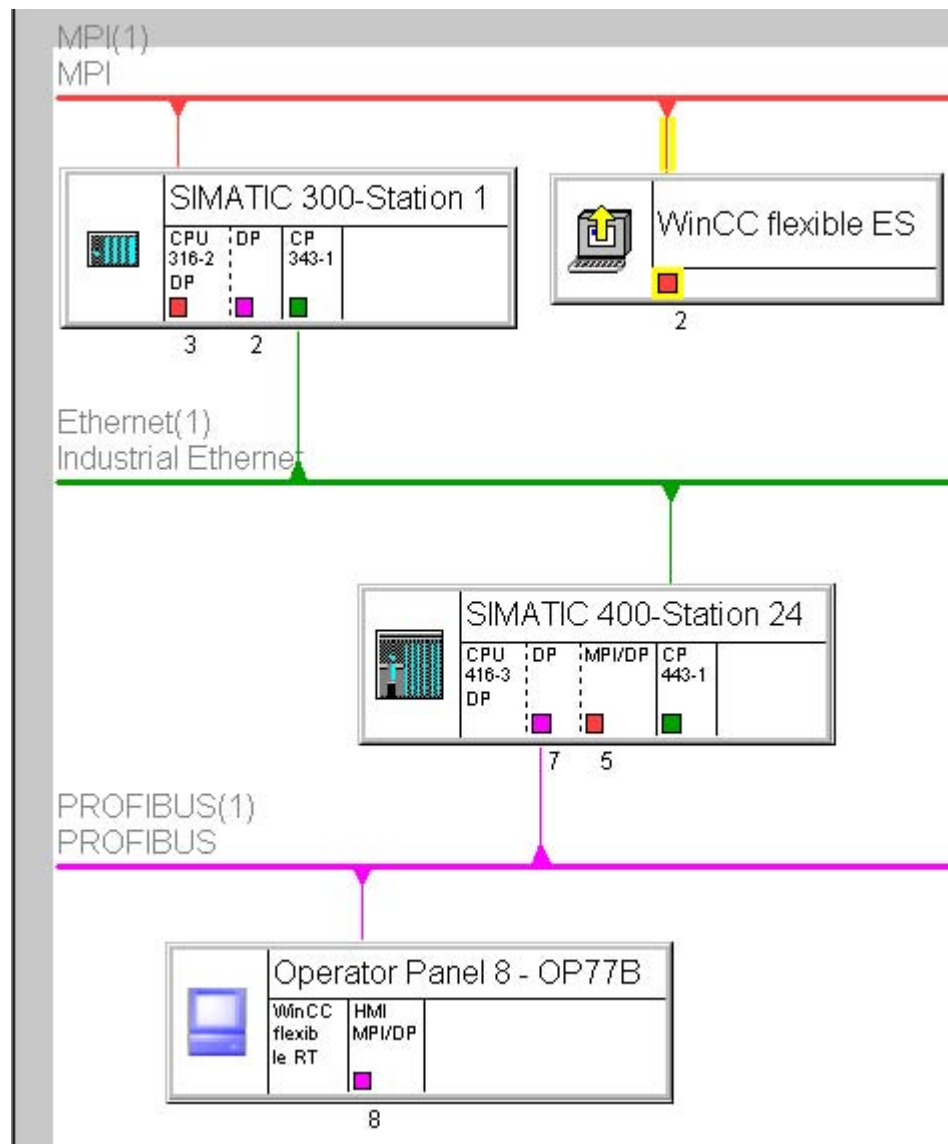 MPI(1)
MPI
SIMATIC 300-Station 1
CPU
316-2
DP
DP
CP
343-1
3
2
WinCC flexible ES
2
Ethernet(1)
Industrial Ethernet
SIMATIC 400-Station 24
CPU
416-3
DP
DP
MPI/DP
CP
443-1
7
5
PROFIBUS(1)
PROFIBUS
Operator Panel 8 - OP77B
WinCC
flexib
le RT
HMI
MPI/DP
8